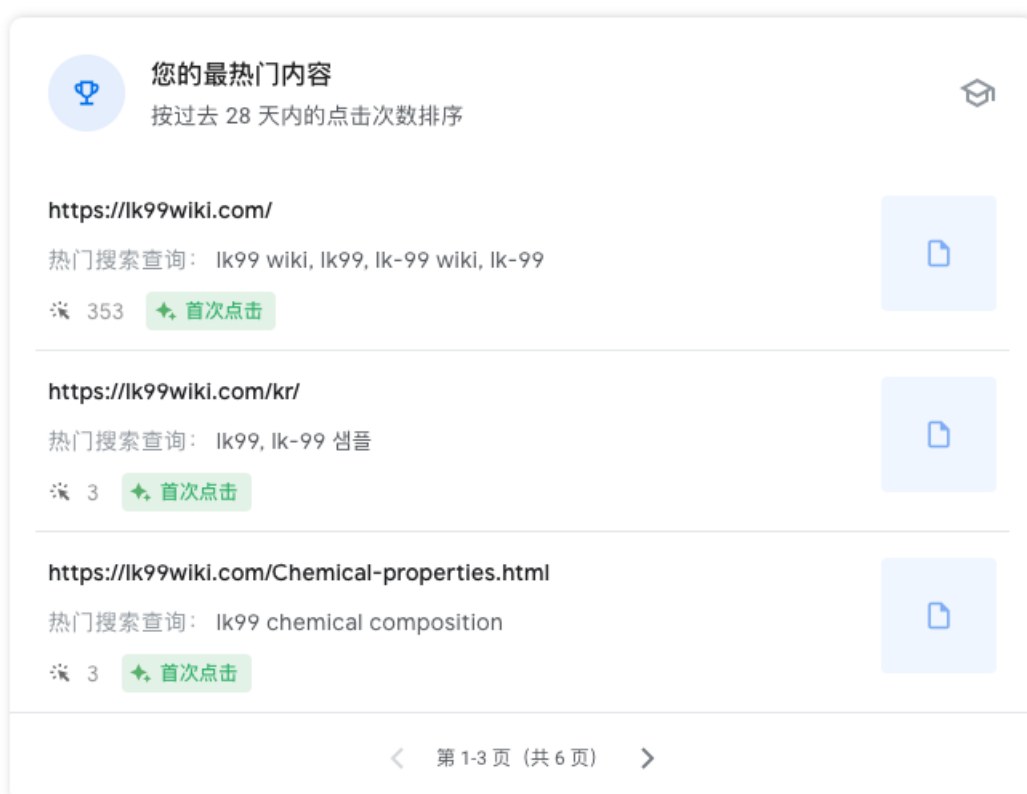 您的最热门内容
按过去 28 天内的点击次数排序
https://lk99wiki.com/
热门搜索查询： lk99 wiki, lk99, lk-99 wiki, lk-99
353 首次点击
https://lk99wiki.com/kr/
热门搜索查询： lk99, lk-99 샘플
3 首次点击
https://lk99wiki.com/Chemical-properties.html
热门搜索查询： lk99 chemical composition
3 首次点击
第 1-3 页（共 6 页）